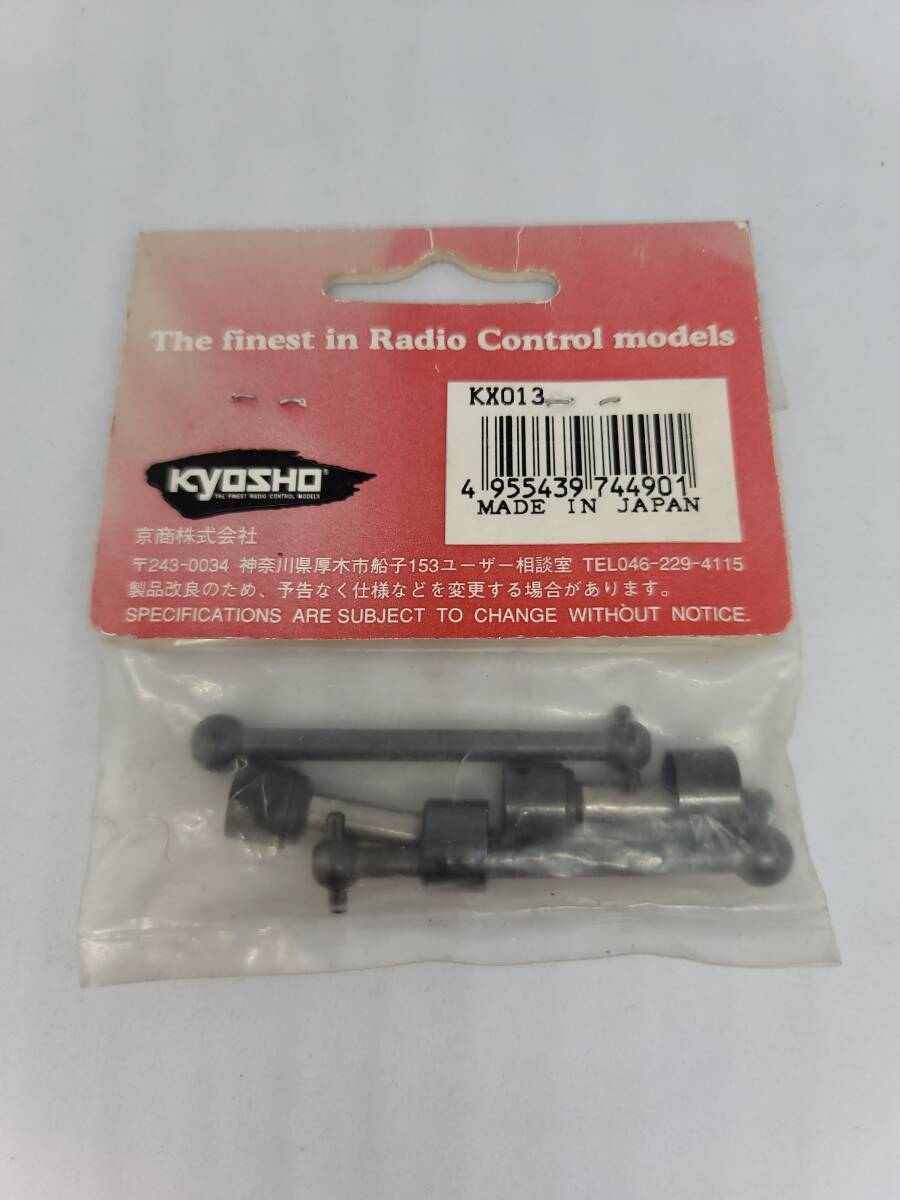 The finest in Radio Control models
KX013
4 955439 744901
MADE IN JAPAN
KYOSHO®
THE FINEST RADIO CONTROL MODELS
京商株式会社
〒243-0034 神奈川県厚木市船子153ユーザー相談室 TEL046-229-4115
製品改良のため、予告なく仕様などを変更する場合があります。
SPECIFICATIONS ARE SUBJECT TO CHANGE WITHOUT NOTICE.